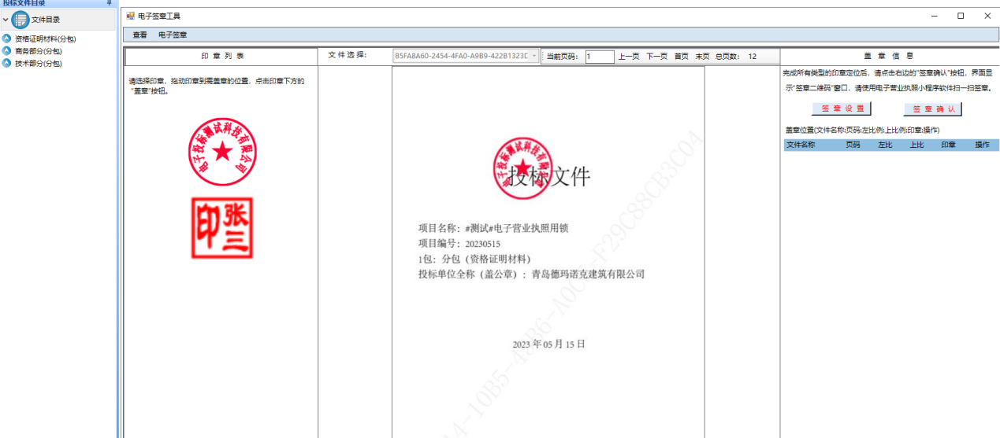 投标文件目录
文件目录
资格证明材料(分包)
商务部分(分包)
技术部分(分包)
电子签章工具
查看 电子签章
印 章 列 表
请选择印章，拖动印章到需盖章的位置，点击印章下方的
"盖章"按钮。
电子投标测试科技有限公司
张三印
文件选择:
85FA8A60-2454-4FA0-A9B9-422B1323D
当前页码: 1 上一页 下一页 首页 末页 总页数: 12
电子投标测试科技有限公司
投标文件
项目名称: #测试#电子营业执照用锁
项目编号: 20230515
1包: 分包 (资格证明材料)
投标单位全称 (盖公章) : 青岛德玛诺克建筑有限公司
2023 年 05 月 15 日
盖 章 信 息
完成所有类型的印章定位后，请点击右边的"签章确认"按钮，界面显
示"签章二维码"窗口，请使用电子营业执照小程序软件扫一扫签章。
签 章 设 置 签 章 确 认
盖章位置(文件名称:页码:左比例:上比例:印章:操作)
文件名称 页码 左比 上比 印章 操作